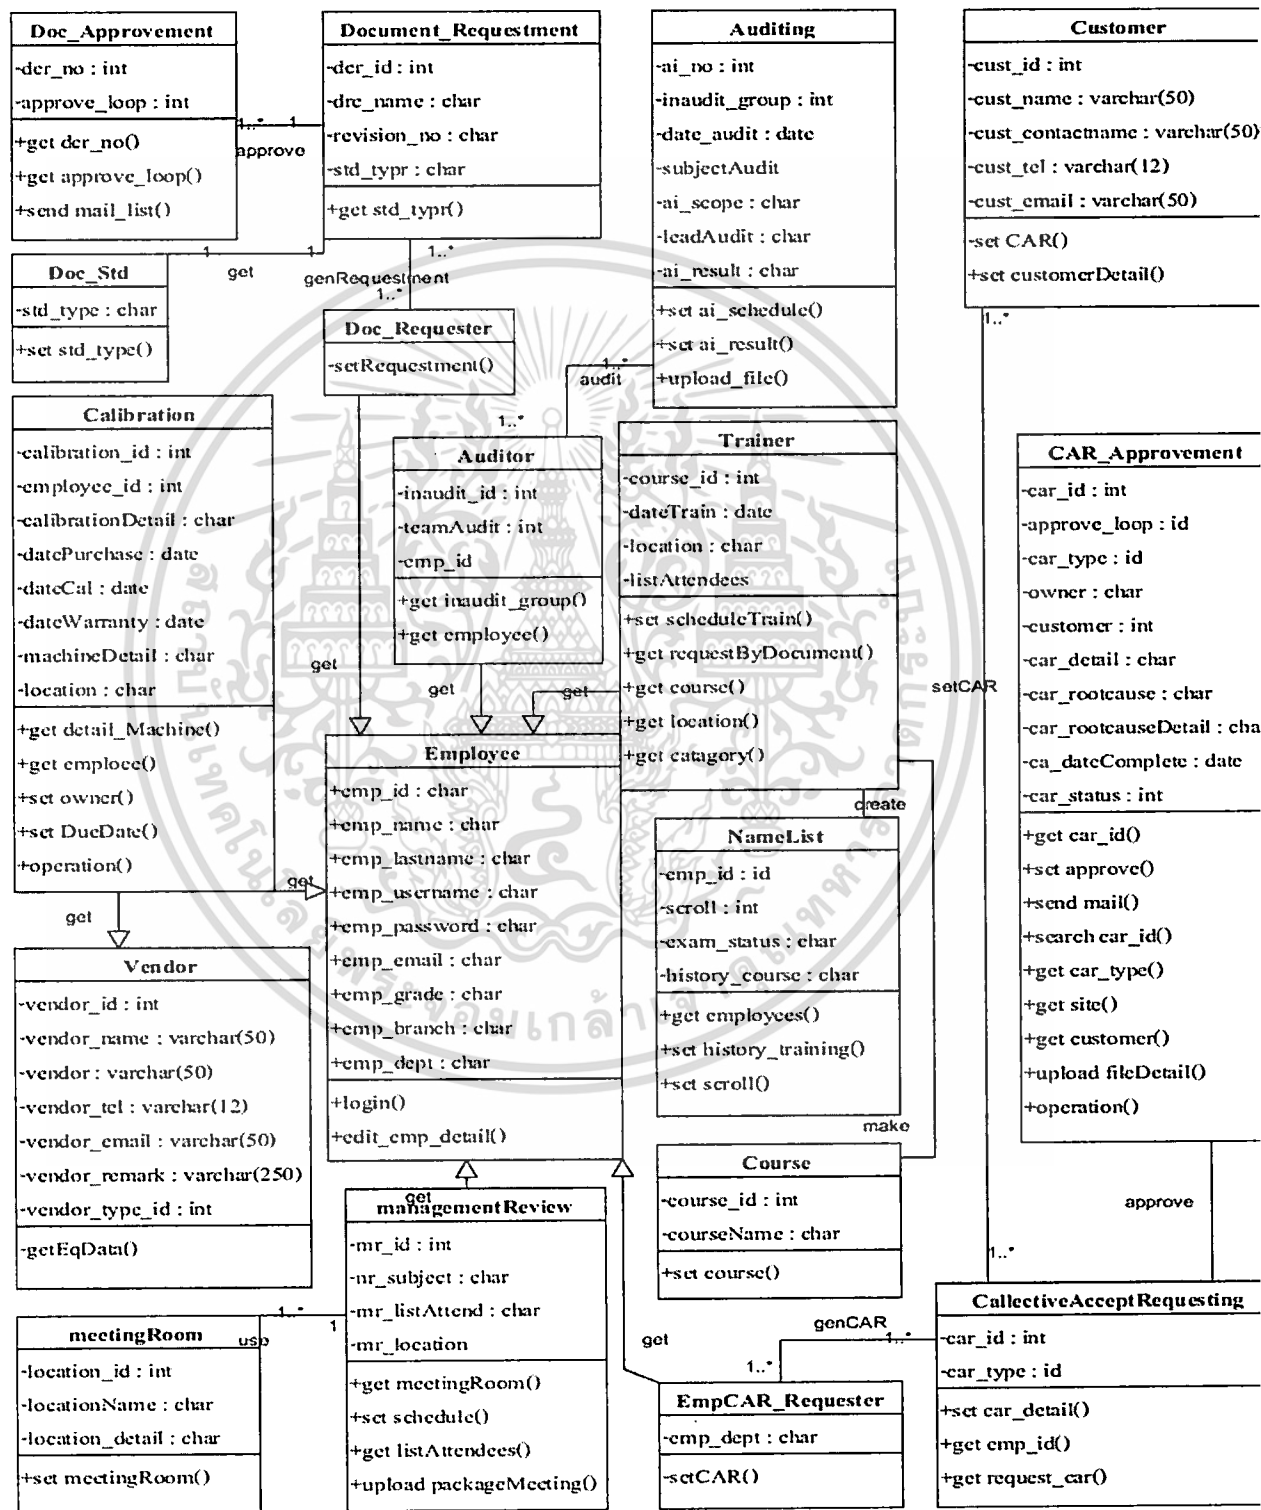 Doc_Approvement
-dcr_no : int
-approve_loop : int
+get dcr_no()
+get approve_loop()
+send mail_list()
1..*
1
approve
Document_Requestment
-dcr_id : int
-drc_name : char
-revision_no : char
-std_typr : char
+get std_typr()
Auditing
-ai_no : int
-inaudit_group : int
-date_audit : date
-subjectAudit
-ai_scope : char
-leadAudit : char
-ai_result : char
+set ai_schedule()
+set ai_result()
+upload_file()
Customer
-cust_id : int
-cust_name : varchar(50)
-cust_contactname : varchar(50)
-cust_tel : varchar(12)
-cust_email : varchar(50)
-set CAR()
+set customerDetail()
1..*
Doc_Std
-std_type : char
+set std_type()
1
get
1
1..*
genRequestment
1..*
Doc_Requester
-setRequestment()
1..*
audit
1..*
Calibration
-calibration_id : int
-employee_id : int
-calibrationDetail : char
-datePurchase : date
-dateCal : date
-dateWarranty : date
-machineDetail : char
-location : char
+get detail_Machine()
+get emploee()
+set owner()
+set DueDate()
+operation()
get
get
Auditor
-inaudit_id : int
-teamAudit : int
-emp_id
+get inaudit_group()
+get employee()
get
get
get
Trainer
-course_id : int
-dateTrain : date
-location : char
-listAttendees
+set scheduleTrain()
+get requestByDocument()
+get course()
+get location()
+get catagory()
create
setCAR
CAR_Approvement
-car_id : int
-approve_loop : id
-car_type : id
-owner : char
-customer : int
-car_detail : char
-car_rootcause : char
-car_rootcauseDetail : cha
-ca_dateComplete : date
-car_status : int
+get car_id()
+set approve()
+send mail()
+search car_id()
+get car_type()
+get site()
+get customer()
+upload fileDetail()
+operation()
Employee
+emp_id : char
+emp_name : char
+emp_lastname : char
+emp_username : char
+emp_password : char
+emp_email : char
+emp_grade : char
+emp_branch : char
+emp_dept : char
+login()
+edit_emp_detail()
NameList
-emp_id : id
-scroll : int
-exam_status : char
-history_course : char
+get employees()
+set history_training()
+set scroll()
make
Vendor
-vendor_id : int
-vendor_name : varchar(50)
-vendor : varchar(50)
-vendor_tel : varchar(12)
-vendor_email : varchar(50)
-vendor_remark : varchar(250)
-vendor_type_id : int
-getEqData()
Course
-course_id : int
-courseName : char
+set course()
approve
get
managementReview
-mr_id : int
-nr_subject : char
-mr_listAttend : char
-mr_location
+get meetingRoom()
+set schedule()
+get listAttendees()
+upload packageMeeting()
1..*
use
1
meetingRoom
-location_id : int
-locationName : char
-location_detail : char
+set meetingRoom()
get
genCAR
1..*
1..*
1..*
EmpCAR_Requester
-emp_dept : char
-setCAR()
CallectiveAcceptRequesting
-car_id : int
-car_type : id
+set car_detail()
+get emp_id()
+get request_car()